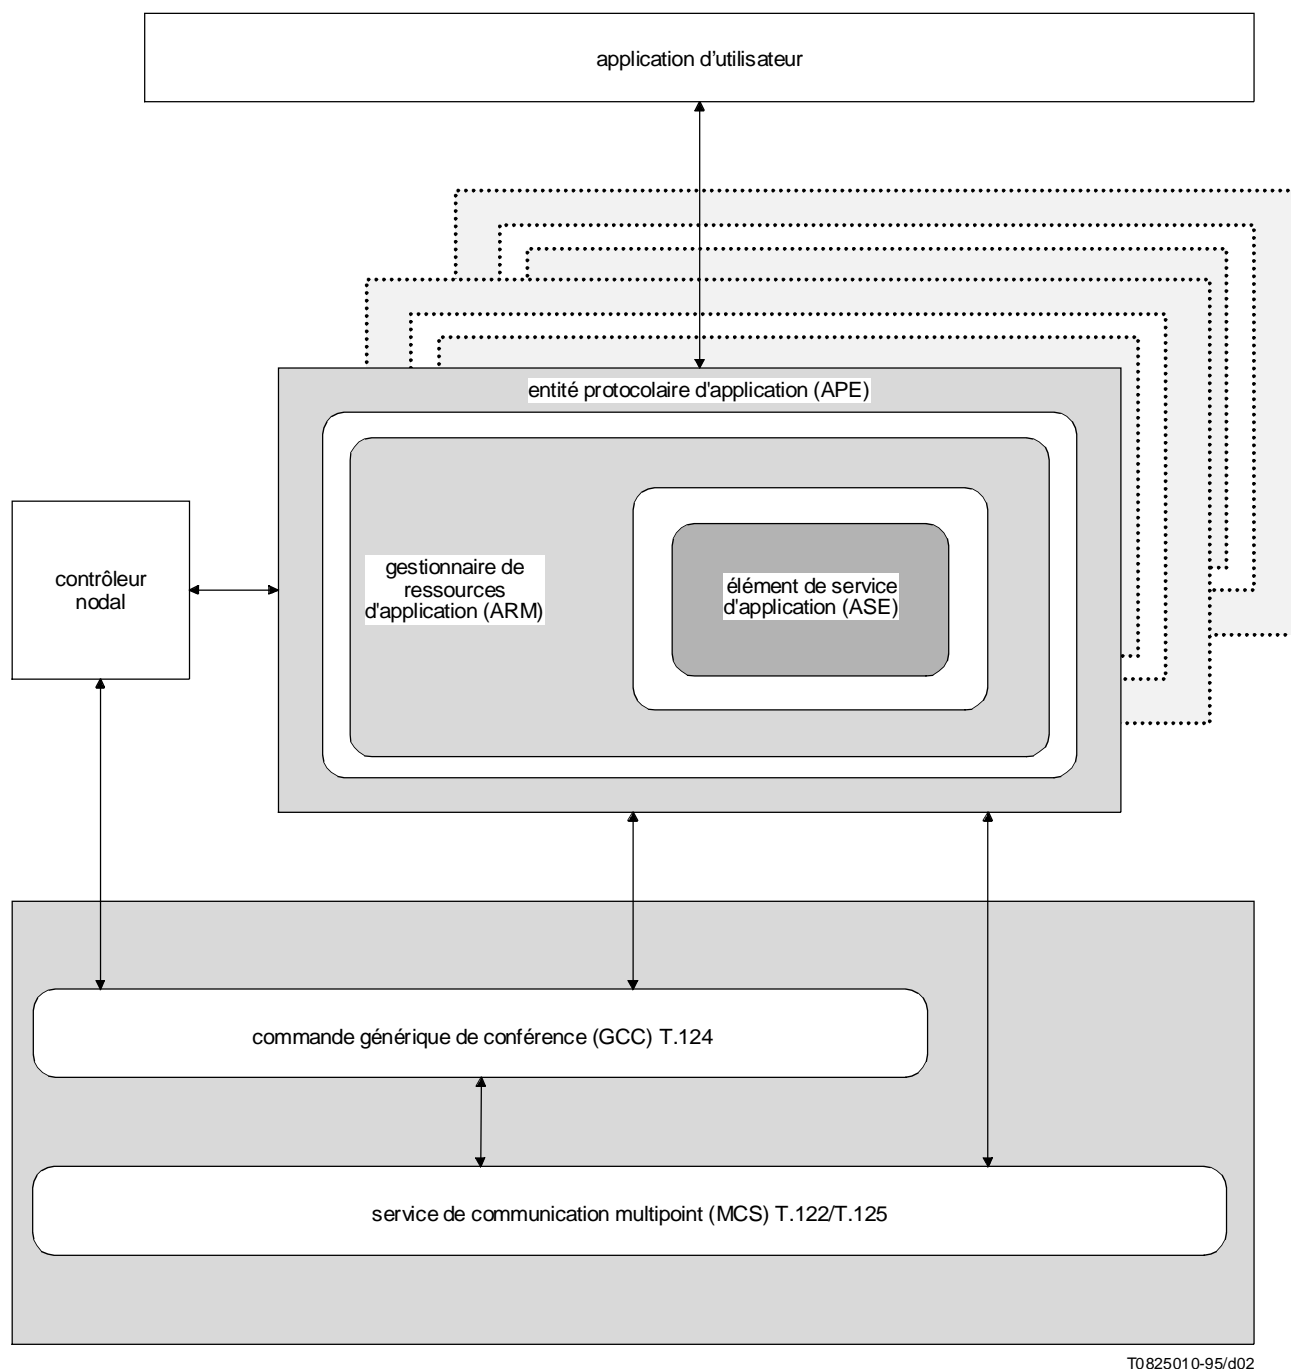 application d’utilisateur
entité protocolaire d'application (APE)
gestionnaire de
ressources
d'application (ARM)
élément de service
d'application (ASE)
contrôleur
nodal
commande générique de conférence (GCC) T.124
service de communication multipoint (MCS) T.122/T.125
T0825010-95/d02